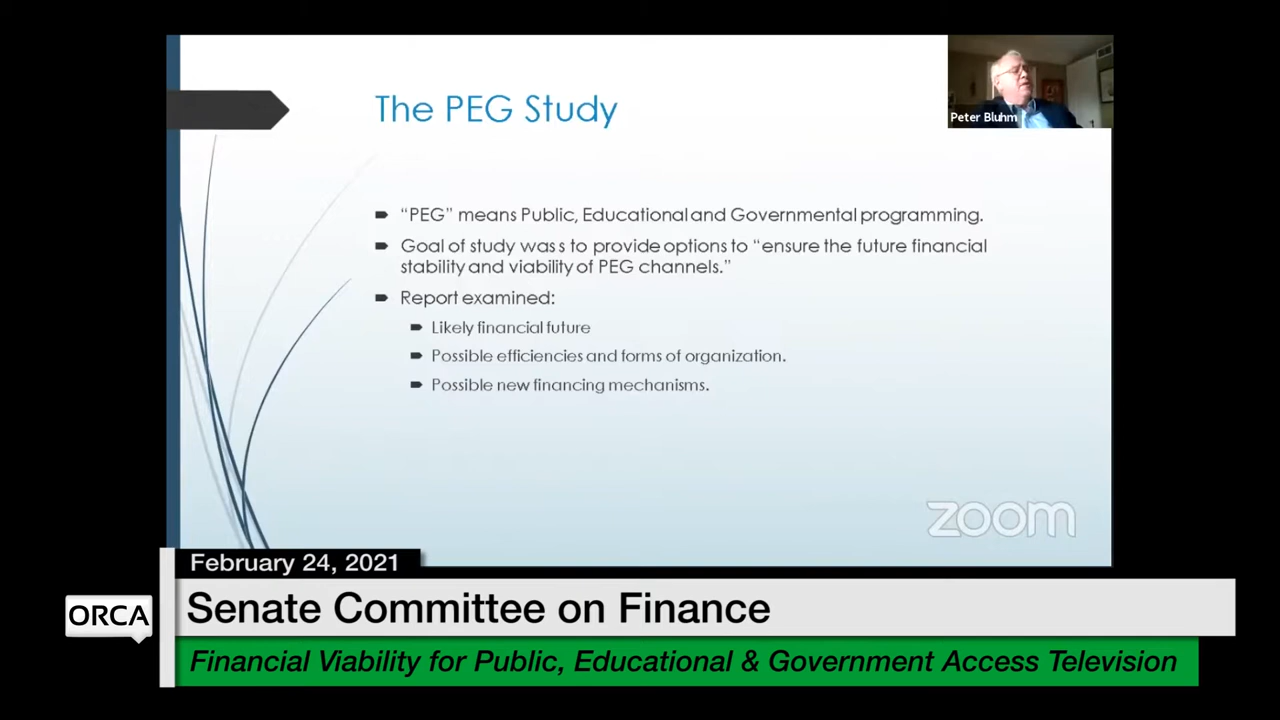 The PEG Study
Peter Bluhm
“PEG” means Public, Educational and Governmental programming.
Goal of study was s to provide options to “ensure the future financial
stability and viability of PEG channels.”
Report examined:
Likely financial future
Possible efficiencies and forms of organization.
Possible new financing mechanisms.
zoom
February 24, 2021
ORCA
Senate Committee on Finance
Financial Viability for Public, Educational & Government Access Television